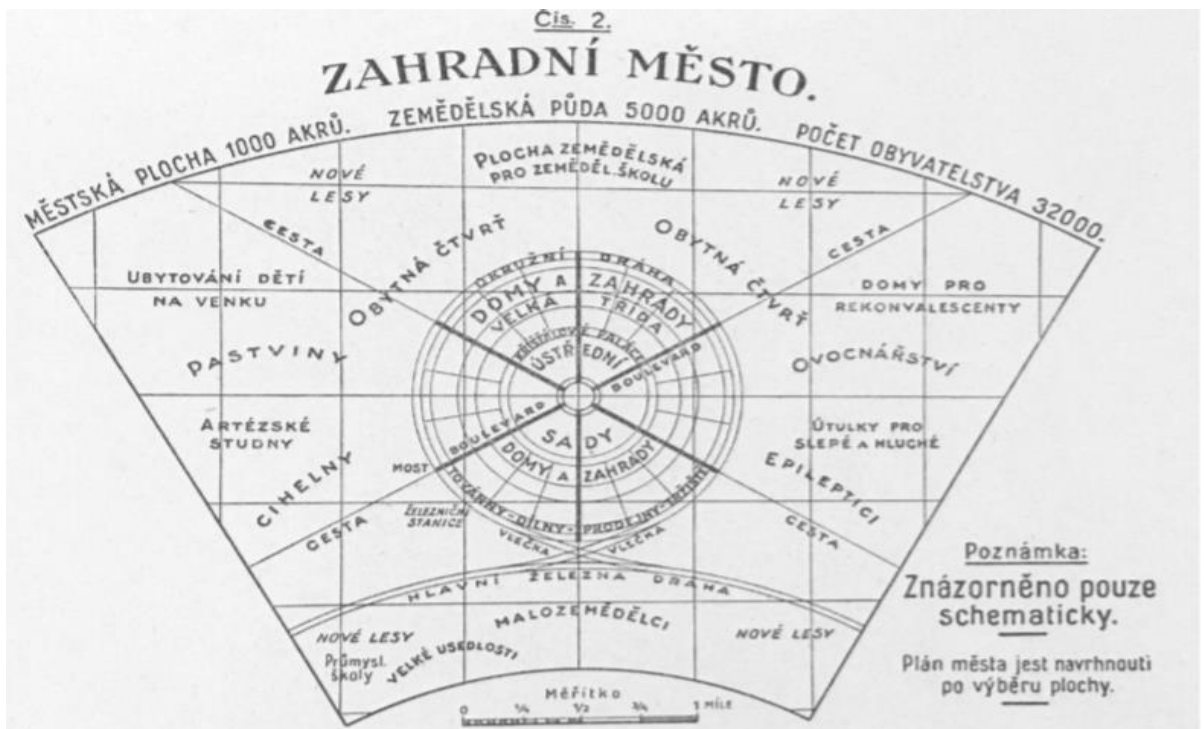 Čís. 2.
ZAHRADNÍ MĚSTO.
MĚSTSKÁ PLOCHA 1000 AKRŮ. ZEMĚDĚLSKÁ PŮDA 5000 AKRŮ. POČET OBYVATELSTVA 32000.
NOVÉ
LESY
PLOCHA ZEMĚDĚLSKÁ
PRO ZEMĚDĚL. ŠKOLU
NOVÉ
LESY
CESTA
OBYTNÁ ČTVRŤ
OBYTNÁ ČTVRŤ
CESTA
UBYTOVÁNÍ DĚTÍ
NA VENKU
OKRUŽNÍ DRÁHA
DOMY A ZAHRADY
VELKÁ TŘÍDA
KŘIŠŤÁLOVÝ PALÁC
ÚSTŘEDNÍ
BOULEVARD
DOMY PRO
REKONVALESCENTY
PASTVINY
OVOCNÁŘSTVÍ
ARTÉZSKÉ
STUDNY
BOULEVARD
SADY
DOMY A ZAHRADY
ÚTULKY PRO
SLEPÉ A HLUCHÉ
MOST
CIHELNY
EPILEPTICI
TOVÁRNY-DÍLNY-PRODEJNY-TRŽIŠTĚ
ŽELEZNIČNÍ
STANICE
VLEČKA
VLEČKA
CESTA
CESTA
HLAVNÍ ŽELEZNÁ DRÁHA
MALOZEMĚDĚLCI
NOVÉ LESY
NOVÉ LESY
Průmysl.
školy
VELKÉ USEDLOSTI
Poznámka:
Znázorněno pouze
schematicky.
Plán města jest navrhnouti
po výběru plochy.
Měřítko
0 1/4 1/2 3/4 1 MÍLE